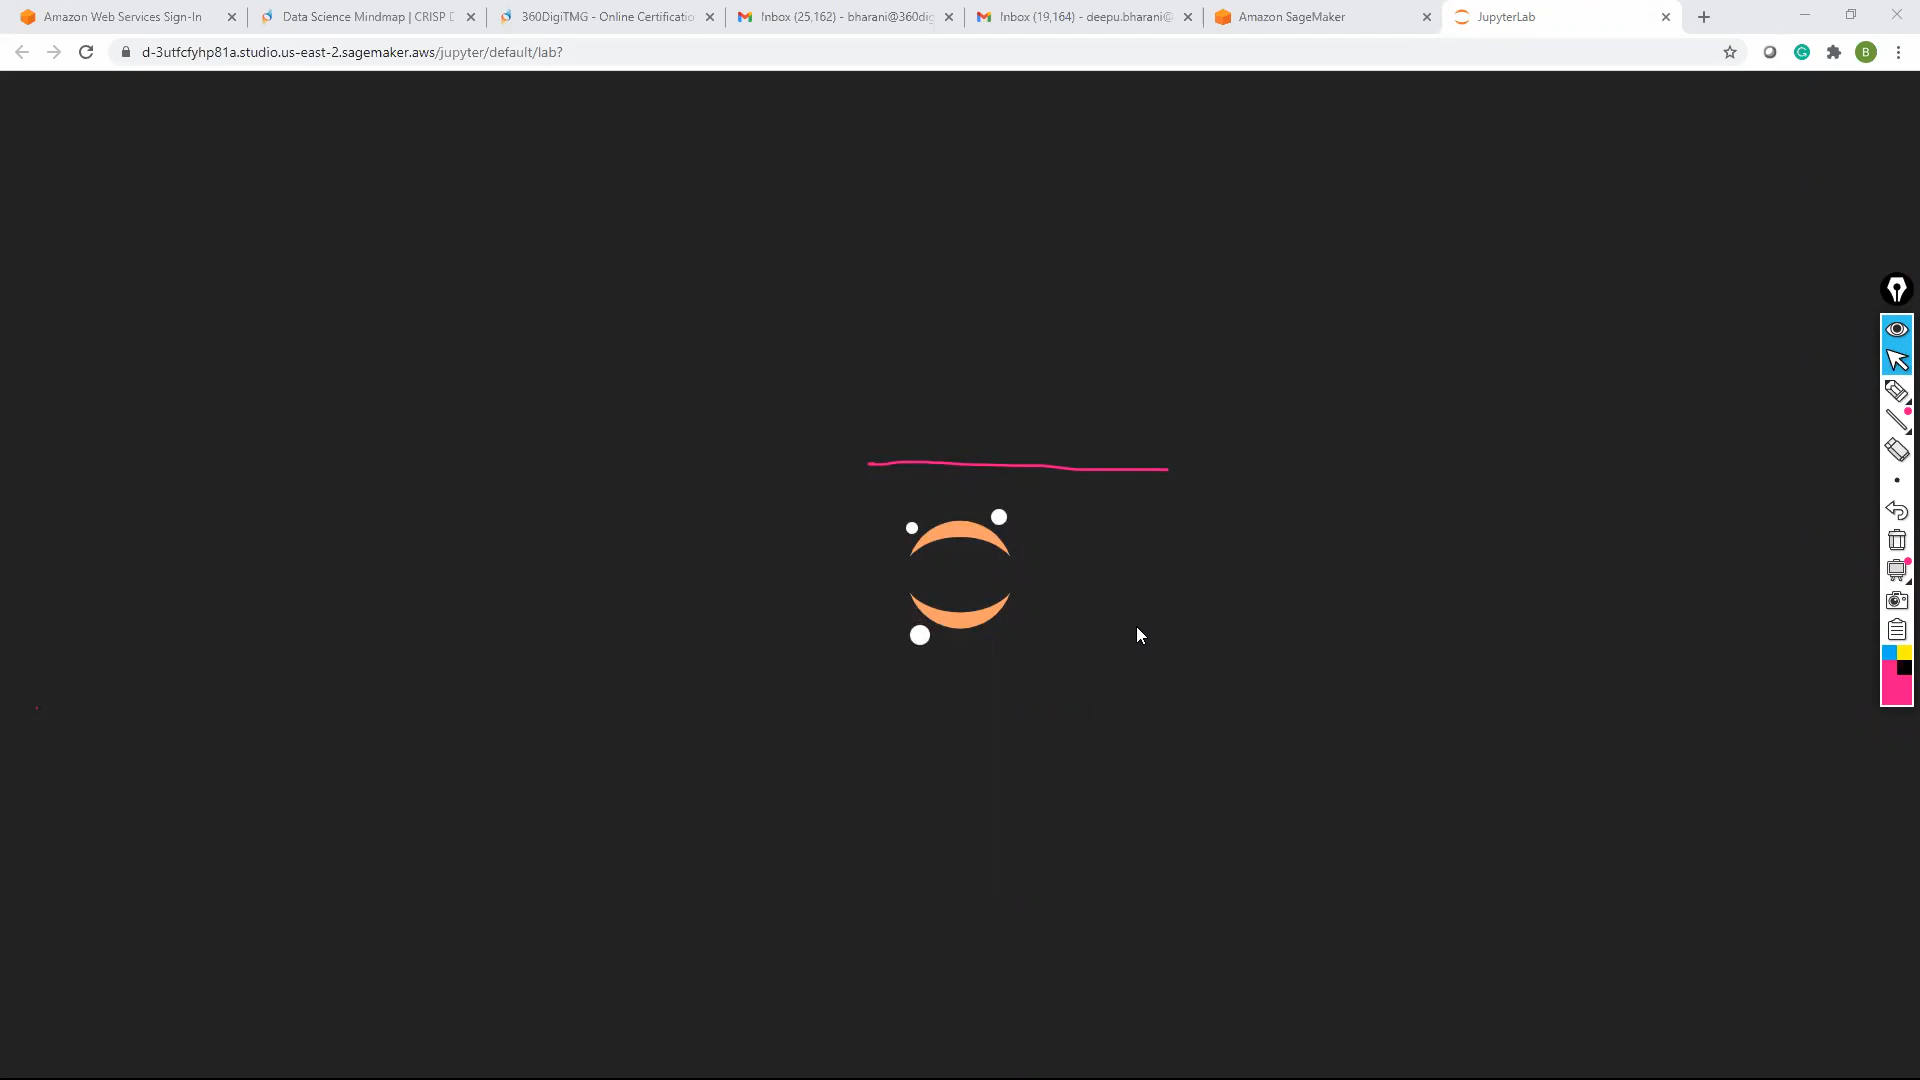 Amazon Web Services Sign-In
Data Science Mindmap | CRISP D
360DigiTMG - Online Certificatio
Inbox (25,162) - bharani@360dig
Inbox (19,164) - deepu.bharani@
Amazon SageMaker
JupyterLab
d-3utfcfyhp81a.studio.us-east-2.sagemaker.aws/jupyter/default/lab?
B